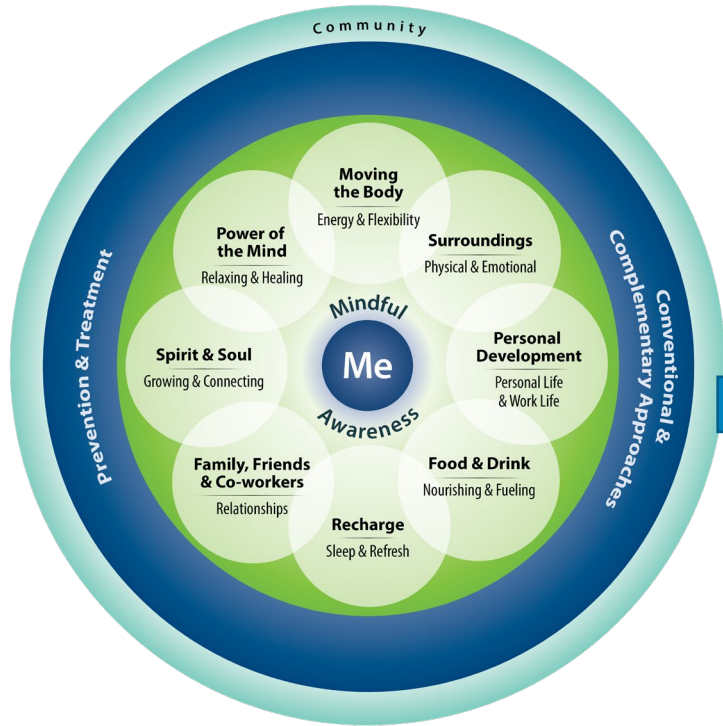 Community
Moving
the Body
Energy & Flexibility
Surroundings
Physical & Emotional
Personal
Development
Personal Life
& Work Life
Food & Drink
Nourishing & Fueling
Recharge
Sleep & Refresh
Family, Friends
& Co-workers
Relationships
Spirit & Soul
Growing & Connecting
Power of
the Mind
Relaxing & Healing
Mindful
Me
Awareness
Prevention & Treatment
Conventional &
Complementary Approaches